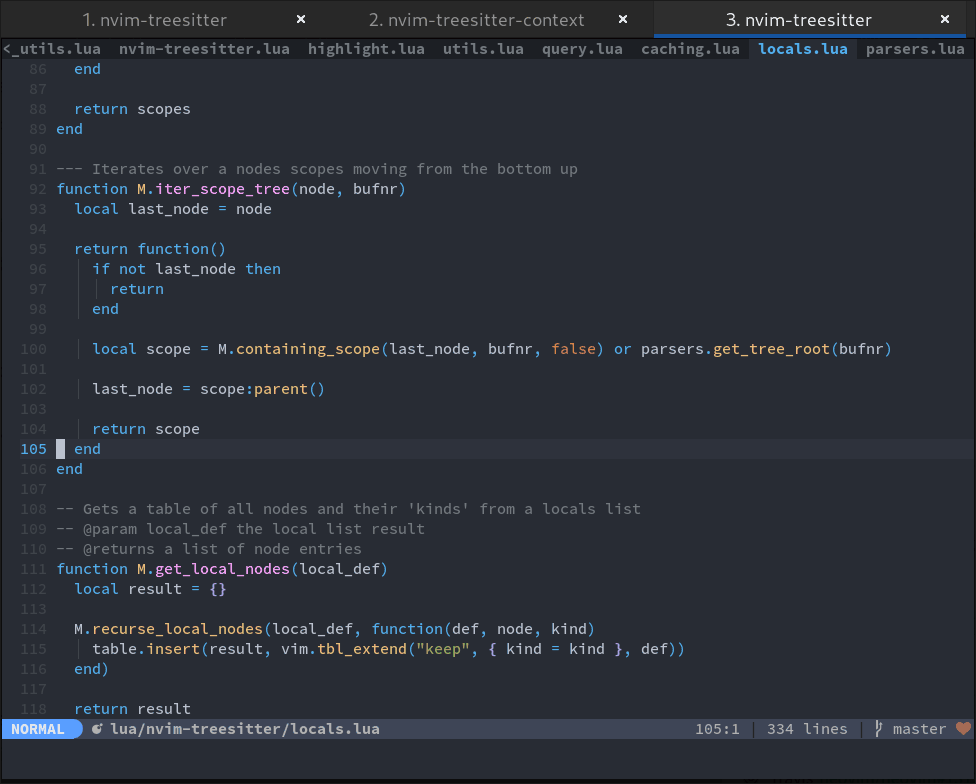 1. nvim-treesitter × 2. nvim-treesitter-context × 3. nvim-treesitter ×
<_utils.lua nvim-treesitter.lua highlight.lua utils.lua query.lua caching.lua locals.lua parsers.lua
86 end
87
88 return scopes
89 end
90
91 --- Iterates over a nodes scopes moving from the bottom up
92 function M.iter_scope_tree(node, bufnr)
93 local last_node = node
94
95 return function()
96 if not last_node then
97 return
98 end
99
100 local scope = M.containing_scope(last_node, bufnr, false) or parsers.get_tree_root(bufnr)
101
102 last_node = scope:parent()
103
104 return scope
105 end
106 end
107
108 -- Gets a table of all nodes and their 'kinds' from a locals list
109 -- @param local_def the local list result
110 -- @returns a list of node entries
111 function M.get_local_nodes(local_def)
112 local result = {}
113
114 M.recurse_local_nodes(local_def, function(def, node, kind)
115 table.insert(result, vim.tbl_extend("keep", { kind = kind }, def))
116 end)
117
118 return result
NORMAL lua/nvim-treesitter/locals.lua 105:1 334 lines master